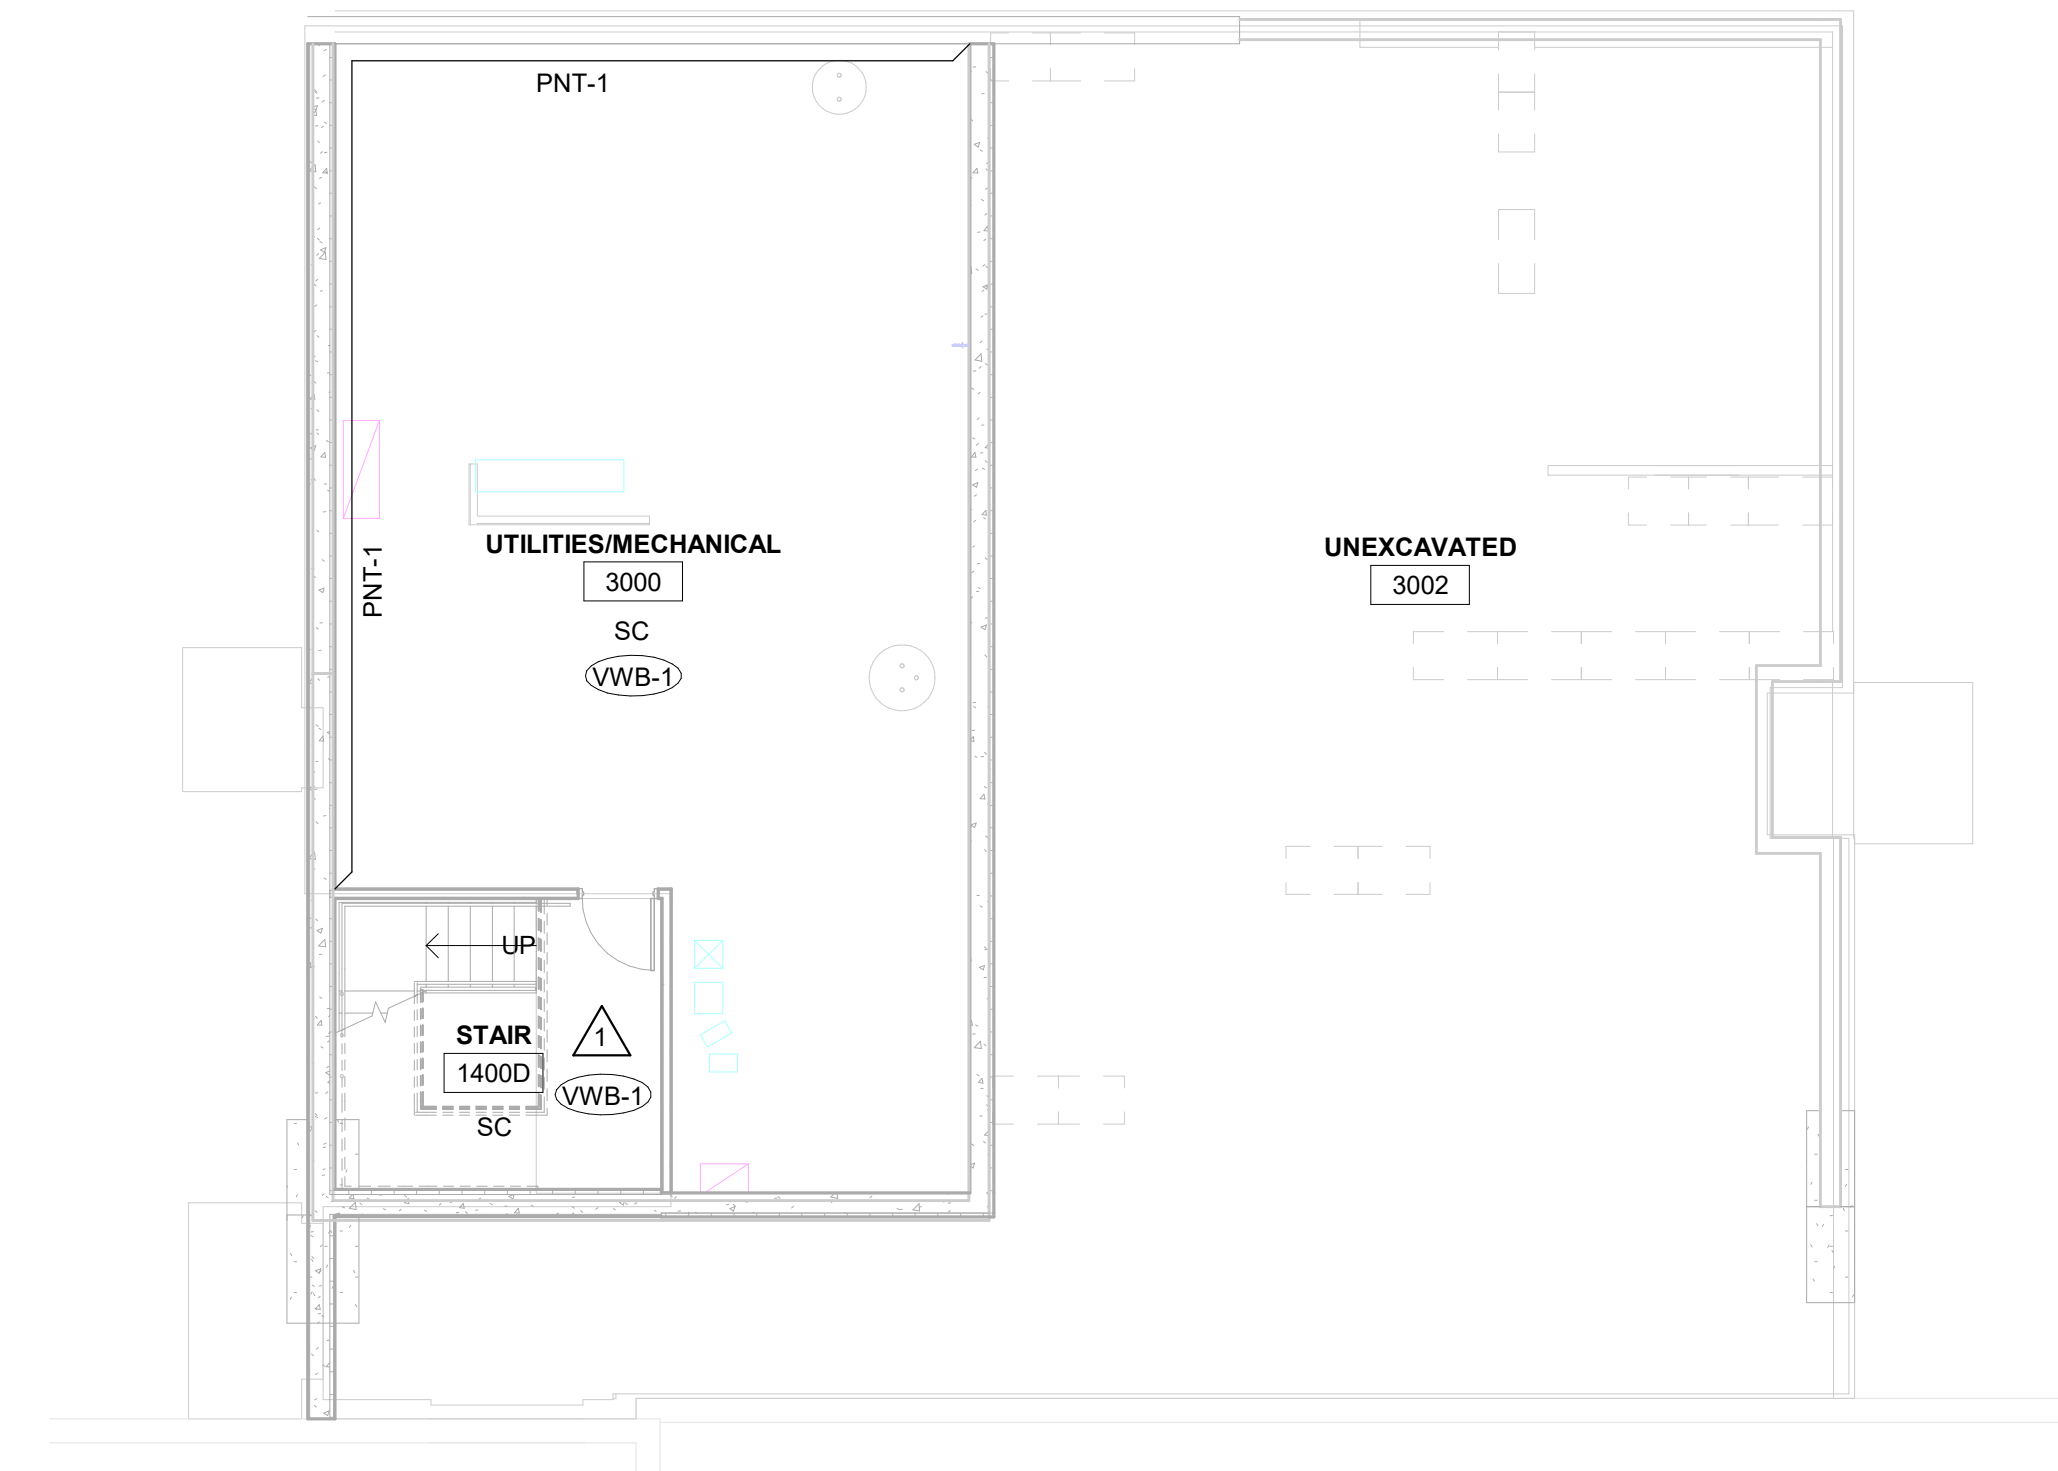 PNT-1
PNT-1
UTILITIES/MECHANICAL
3000
SC
VWB-1
UNEXCAVATED
3002
UP
STAIR
1400D
SC
1
VWB-1